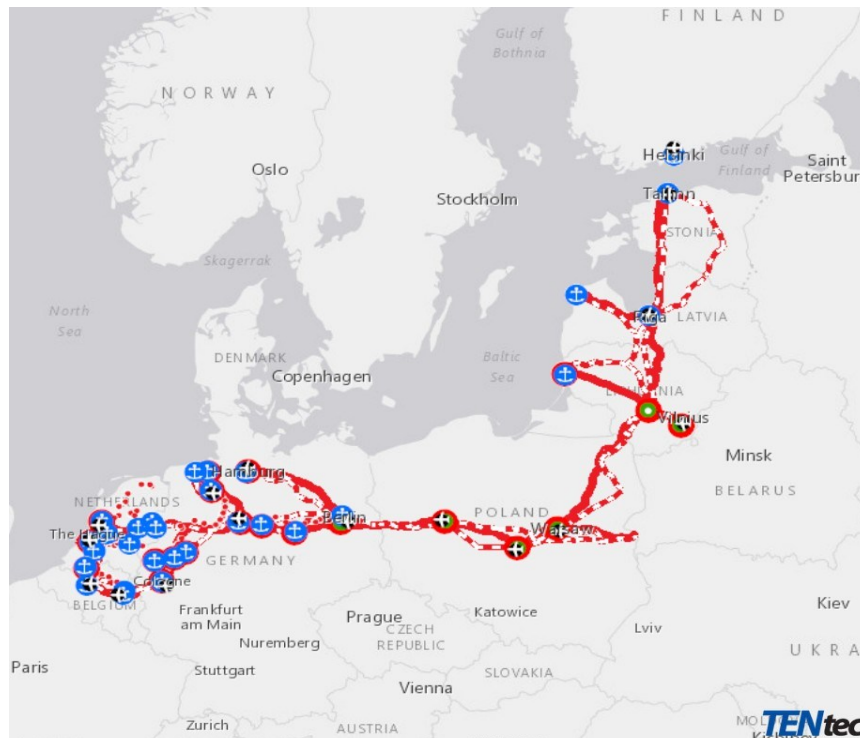 FINLAND
Gulf of
Bothnia
NORWAY
Oslo
Helsinki
Gulf of
Finland
Saint
Petersbur
Stockholm
Tallinn
STONIA
Skagerrak
North
Sea
Riga
LATVIA
DENMARK
Copenhagen
Baltic
Sea
LITHUANIA
Vilnius
Minsk
BELARUS
Hamburg
NETHERLANDS
The Hague
Berlin
POLAND
Warsaw
GERMANY
Cologne
BELGIUM
Frankfurt
am Main
Prague
Katowice
Kiev
Nuremberg
CZECH
REPUBLIC
Lviv
UKRA
Paris
Stuttgart
SLOVAKIA
Vienna
Zurich
AUSTRIA
TENtec